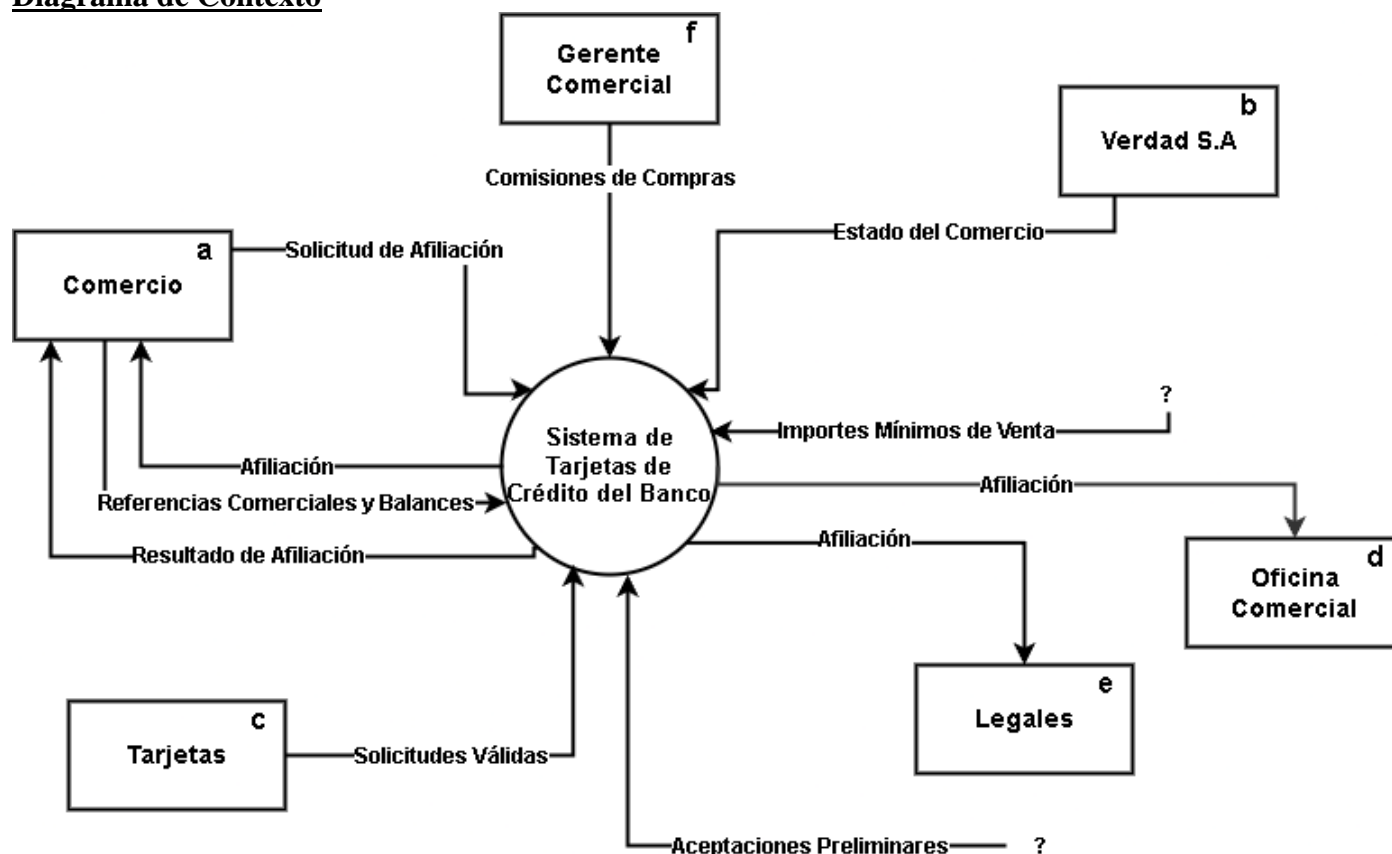 Diagrama de Contexto
f
Gerente
Comercial
b
Verdad S.A
Comisiones de Compras
Estado del Comercio
a
Comercio
Solicitud de Afiliación
?
Importes Mínimos de Venta
Sistema de
Tarjetas de
Crédito del Banco
Afiliación
Referencias Comerciales y Balances
Resultado de Afiliación
Afiliación
Afiliación
d
Oficina
Comercial
e
Legales
c
Tarjetas
Solicitudes Válidas
Aceptaciones Preliminares
?